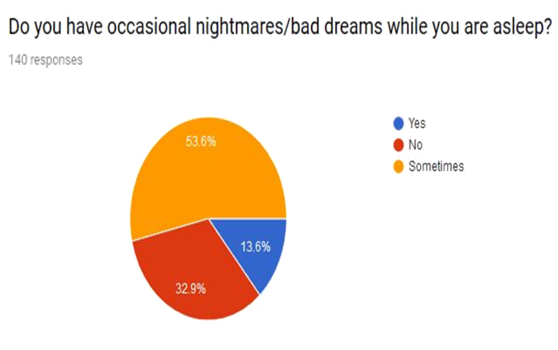 Do you have occasional nightmares/bad dreams while you are asleep?
140 responses
53.6%
13.6%
32.9%
Yes
No
Sometimes